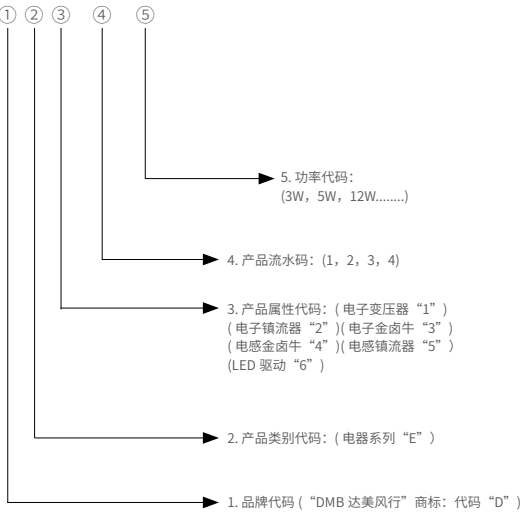 ① ② ③ ④ ⑤
5. 功率代码：
(3W，5W，12W........)
4. 产品流水码：(1，2，3，4)
3. 产品属性代码：( 电子变压器“1”)
( 电子镇流器“2”)( 电子金卤牛“3”)
( 电感金卤牛“4”)( 电感镇流器“5”）
(LED 驱动“6”)
2. 产品类别代码：( 电器系列“E”）
1. 品牌代码 ( “DMB 达美风行”商标：代码“D”)